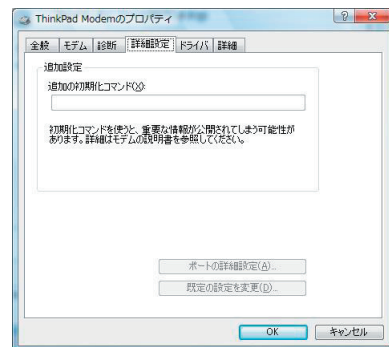 ThinkPad Modemのプロパティ
全般 モデム 診断 詳細設定 ドライバ 詳細
追加設定
追加の初期化コマンド(X):
初期化コマンドを使うと、重要な情報が公開されてしまう可能性が
あります。詳細はモデムの説明書を参照してください。
ポートの詳細設定(A)...
既定の設定を変更(D)...
OK キャンセル